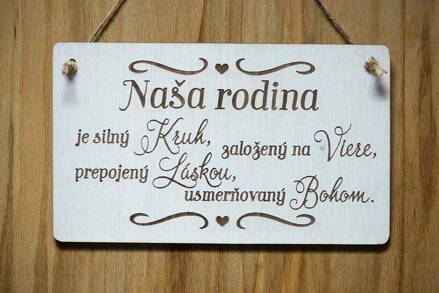 Naša rodina
je silný Kruh, založený na Viere,
prepojený Láskou,
usmerňovaný Bohom.